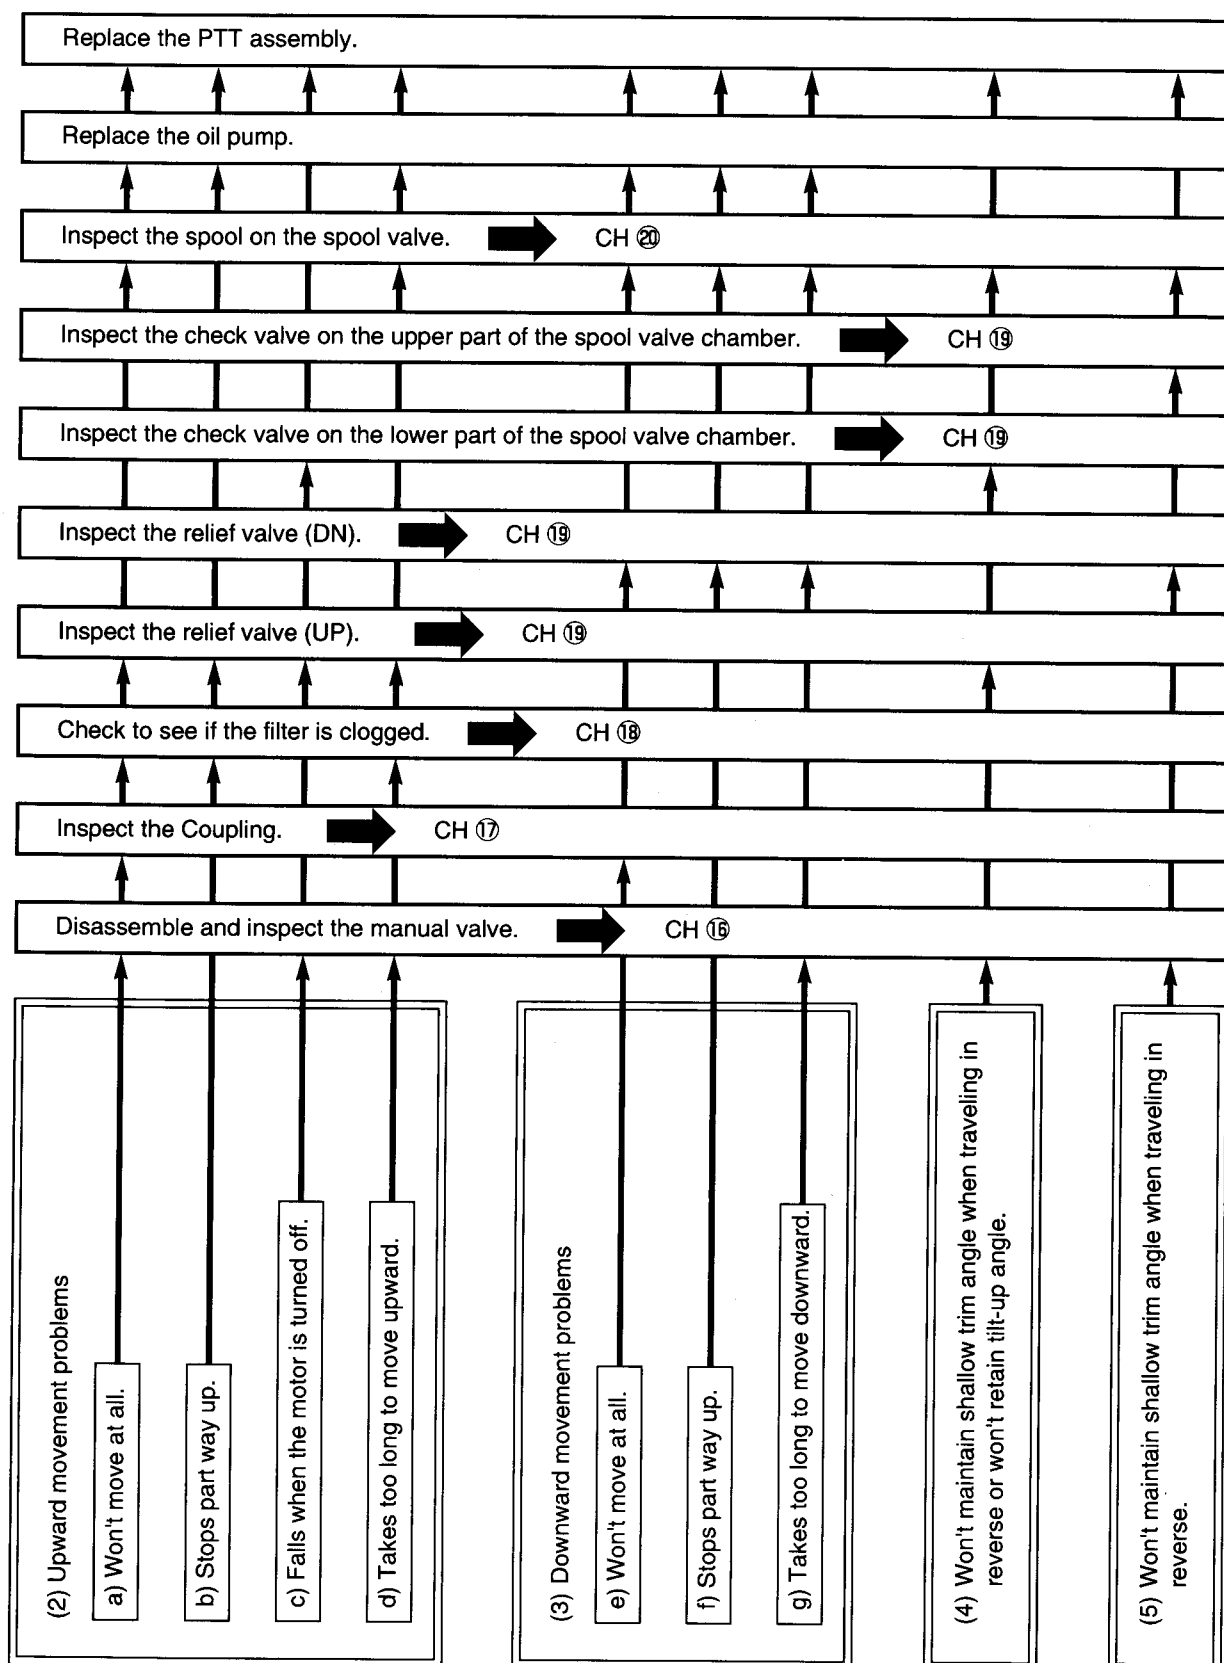 Replace the PTT assembly.
Replace the oil pump.
Inspect the spool on the spool valve. CH ⑳
Inspect the check valve on the upper part of the spool valve chamber. CH ⑲
Inspect the check valve on the lower part of the spool valve chamber. CH ⑲
Inspect the relief valve (DN). CH ⑲
Inspect the relief valve (UP). CH ⑲
Check to see if the filter is clogged. CH ⑱
Inspect the Coupling. CH ⑰
Disassemble and inspect the manual valve. CH ⑯
(2) Upward movement problems
a) Won't move at all.
b) Stops part way up.
c) Falls when the motor is turned off.
d) Takes too long to move upward.
(3) Downward movement problems
e) Won't move at all.
f) Stops part way up.
g) Takes too long to move downward.
(4) Won't maintain shallow trim angle when traveling in
reverse or won't retain tilt-up angle.
(5) Won't maintain shallow trim angle when traveling in
reverse.